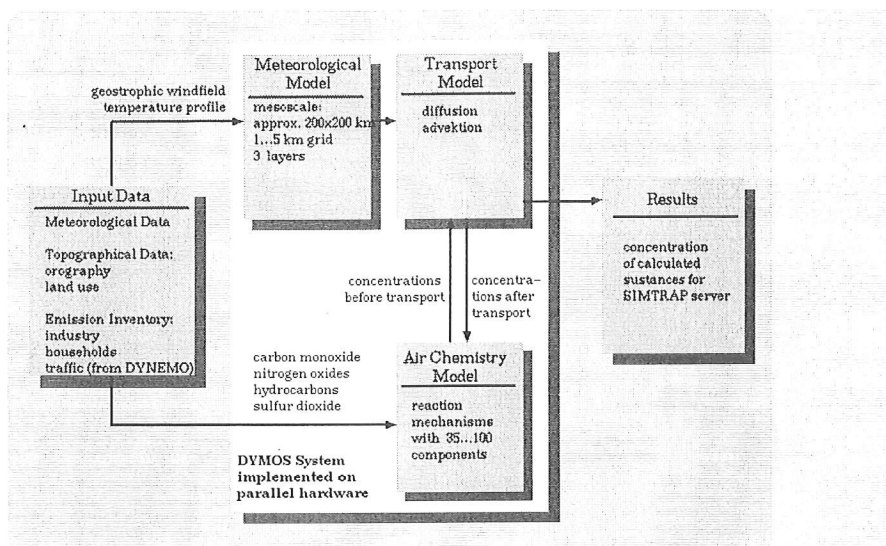 Meteorological
Model
mesoscale:
approx. 200x200 km
1...5 km grid
3 layers
Transport
Model
diffusion
advektion
geostrophic windfield
temperature profile
Input Data
Meteorological Data
Topographical Data:
orography
land use
Emission Inventory:
industry
households
traffic (from DYNEMO)
Results
concentration
of calculated
sustances for
SIMTRAP server
concentrations
before transport
concentra-
tions after
transport
carbon monoxide
nitrogen oxides
hydrocarbons
sulfur dioxide
Air Chemistry
Model
reaction
mechanisms
with 35...100
components
DYMOS System
implemented on
parallel hardware